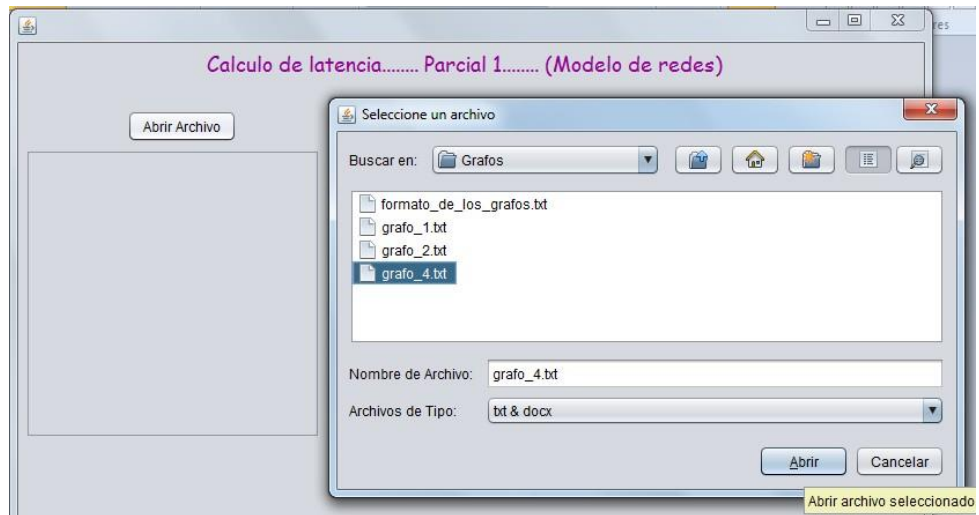 res
Calculo de latencia........ Parcial 1........ (Modelo de redes)
Abrir Archivo
Seleccione un archivo
Buscar en: Grafos
formato_de_los_grafos.txt
grafo_1.txt
grafo_2.txt
grafo_4.txt
Nombre de Archivo: grafo_4.txt
Archivos de Tipo: txt & docx
Abrir Cancelar
Abrir archivo seleccionado